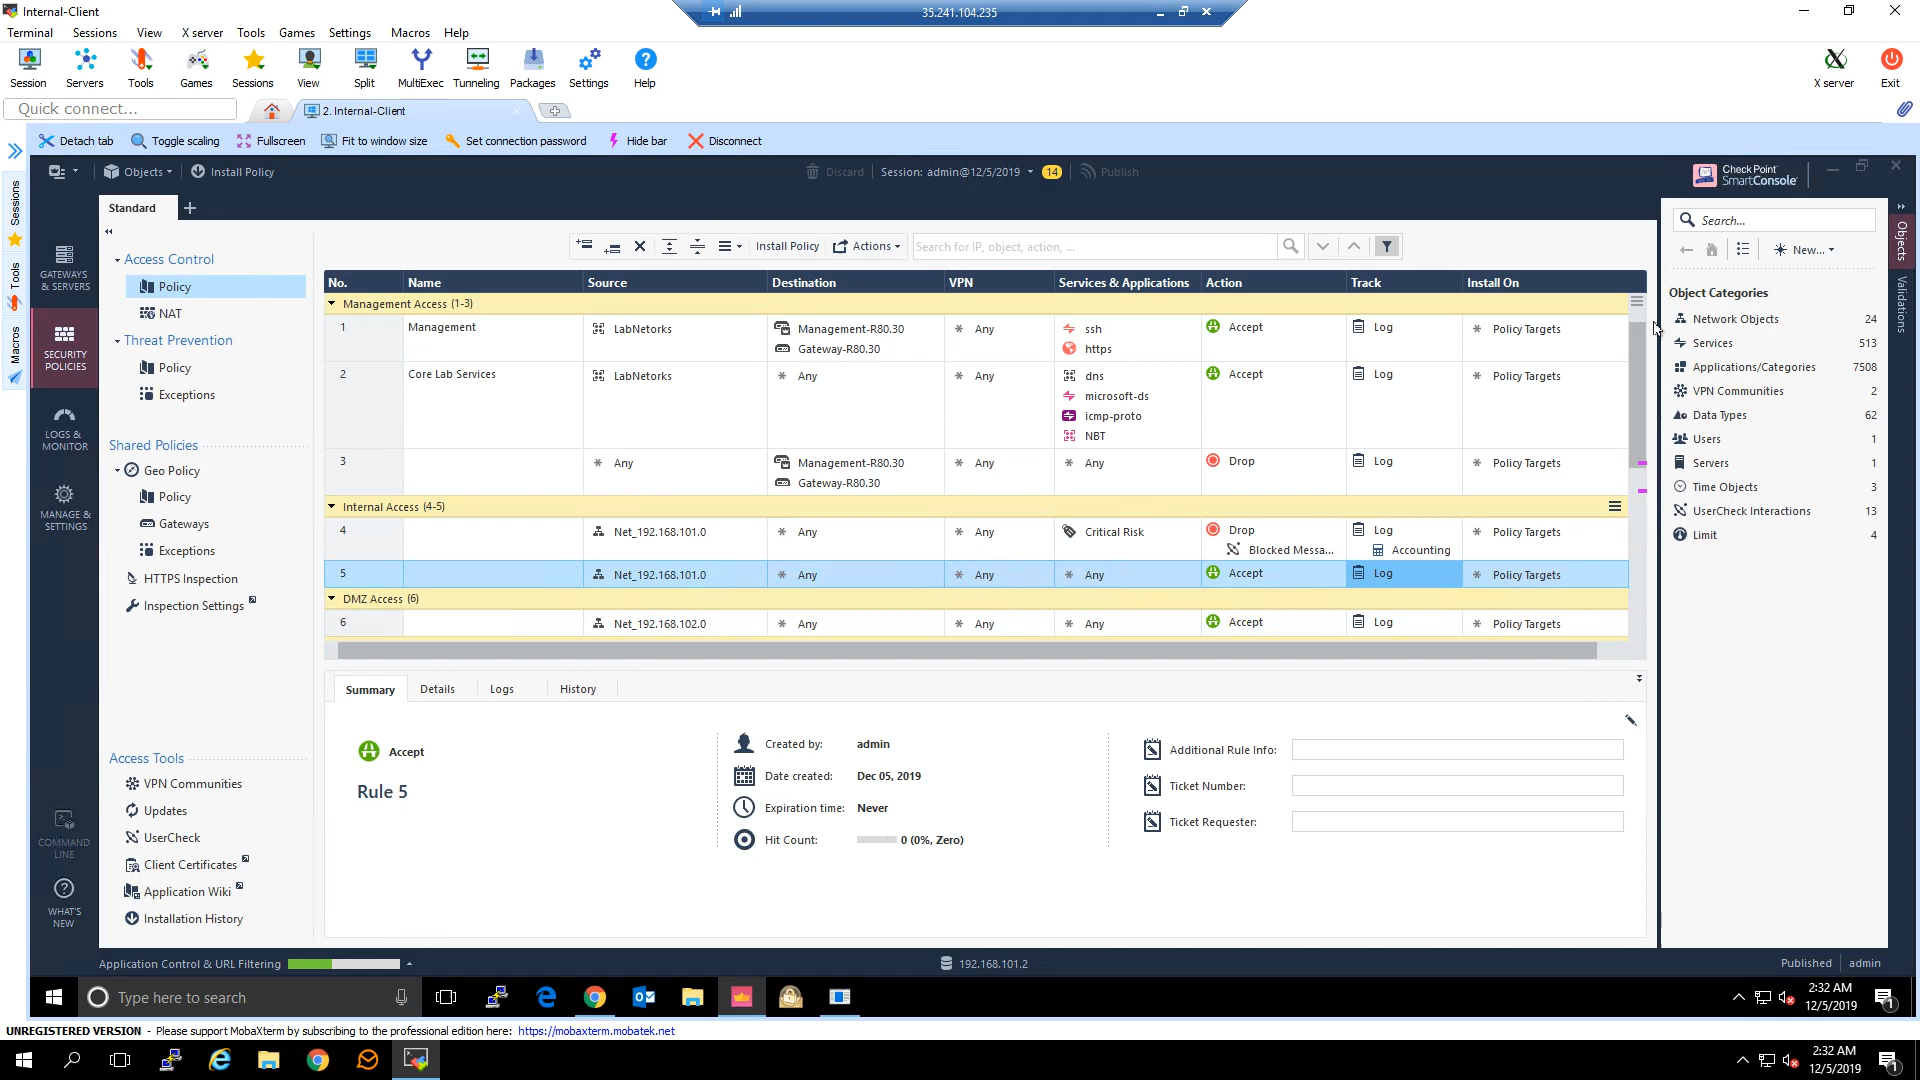 Internal-Client
35.241.104.235
Terminal Sessions View X server Tools Games Settings Macros Help
Session Servers Tools Games Sessions View Split MultiExec Tunneling Packages Settings Help X server Exit
Quick connect... 2. Internal-Client
Detach tab Toggle scaling Fullscreen Fit to window size Set connection password Hide bar Disconnect
Objects Install Policy Discard Session: admin@12/5/2019 14 Publish Check Point SmartConsole
Sessions
Tools
Macros
GATEWAYS & SERVERS
SECURITY POLICIES
LOGS & MONITOR
MANAGE & SETTINGS
COMMAND LINE
WHAT'S NEW
Standard
Access Control
Policy
NAT
Threat Prevention
Policy
Exceptions
Shared Policies
Geo Policy
Policy
Gateways
Exceptions
HTTPS Inspection
Inspection Settings
Access Tools
VPN Communities
Updates
UserCheck
Client Certificates
Application Wiki
Installation History
Install Policy Actions Search for IP, object, action, ...
No. Name Source Destination VPN Services & Applications Action Track Install On
Management Access (1-3)
1 Management LabNetorks Management-R80.30 * Any ssh Accept Log * Policy Targets
Gateway-R80.30 https
2 Core Lab Services LabNetorks * Any * Any dns Accept Log * Policy Targets
microsoft-ds
icmp-proto
NBT
3 * Any Management-R80.30 * Any * Any Drop Log * Policy Targets
Gateway-R80.30
Internal Access (4-5)
4 Net_192.168.101.0 * Any * Any Critical Risk Drop Log * Policy Targets
Blocked Messa... Accounting
5 Net_192.168.101.0 * Any * Any * Any Accept Log * Policy Targets
DMZ Access (6)
6 Net_192.168.102.0 * Any * Any * Any Accept Log * Policy Targets
Summary Details Logs History
Accept
Rule 5
Created by: admin
Date created: Dec 05, 2019
Expiration time: Never
Hit Count: 0 (0%, Zero)
Additional Rule Info:
Ticket Number:
Ticket Requester:
Search...
New...
Object Categories
Network Objects 24
Services 513
Applications/Categories 7508
VPN Communities 2
Data Types 62
Users 1
Servers 1
Time Objects 3
UserCheck Interactions 13
Limit 4
Objects
Validations
Application Control & URL Filtering 192.168.101.2 Published admin
Type here to search 2:32 AM
12/5/2019 1
UNREGISTERED VERSION - Please support MobaXterm by subscribing to the professional edition here: https://mobaxterm.mobatek.net
2:32 AM
12/5/2019 1